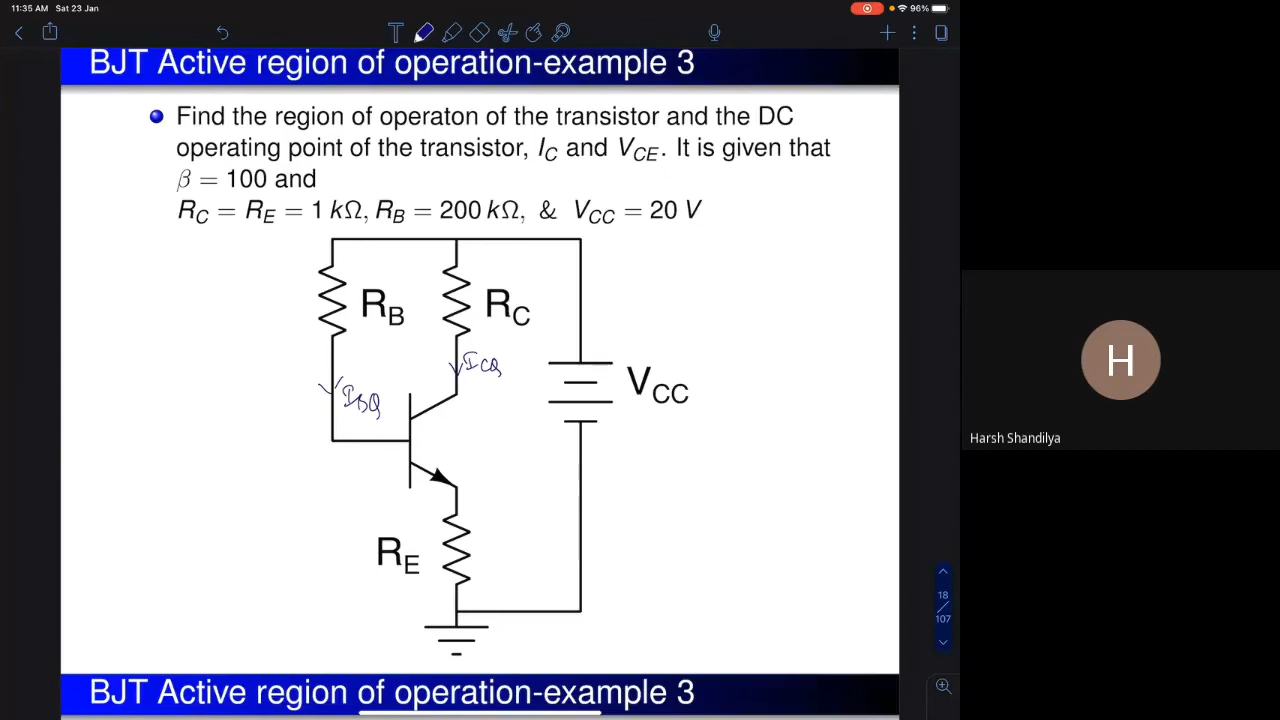 11:35 AM Sat 23 Jan
96%
BJT Active region of operation-example 3
Find the region of operaton of the transistor and the DC
operating point of the transistor, I_C and V_CE. It is given that
β = 100 and
R_C = R_E = 1 kΩ, R_B = 200 kΩ, & V_CC = 20 V
R_B
R_C
I_CQ
I_BQ
V_CC
R_E
H
Harsh Shandilya
18
107
BJT Active region of operation-example 3